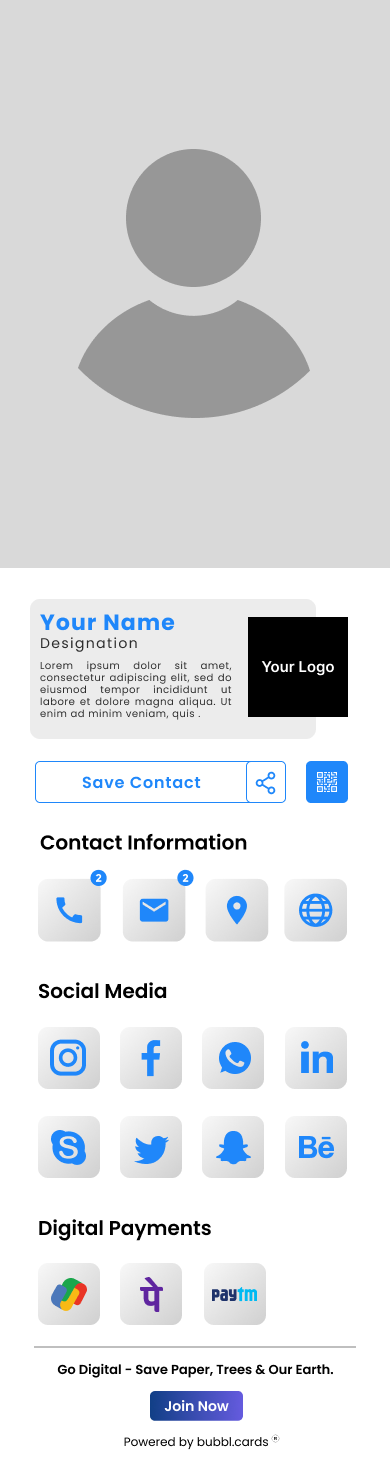 Your Name
Designation
Lorem ipsum dolor sit amet,
consectetur adipiscing elit, sed do
eiusmod tempor incididunt ut
labore et dolore magna aliqua. Ut
enim ad minim veniam, quis .
Your Logo
Save Contact
Contact Information
2
2
Social Media
in
S
Bē
Digital Payments
पे
paytm
Go Digital - Save Paper, Trees & Our Earth.
Join Now
Powered by bubbl.cards ®